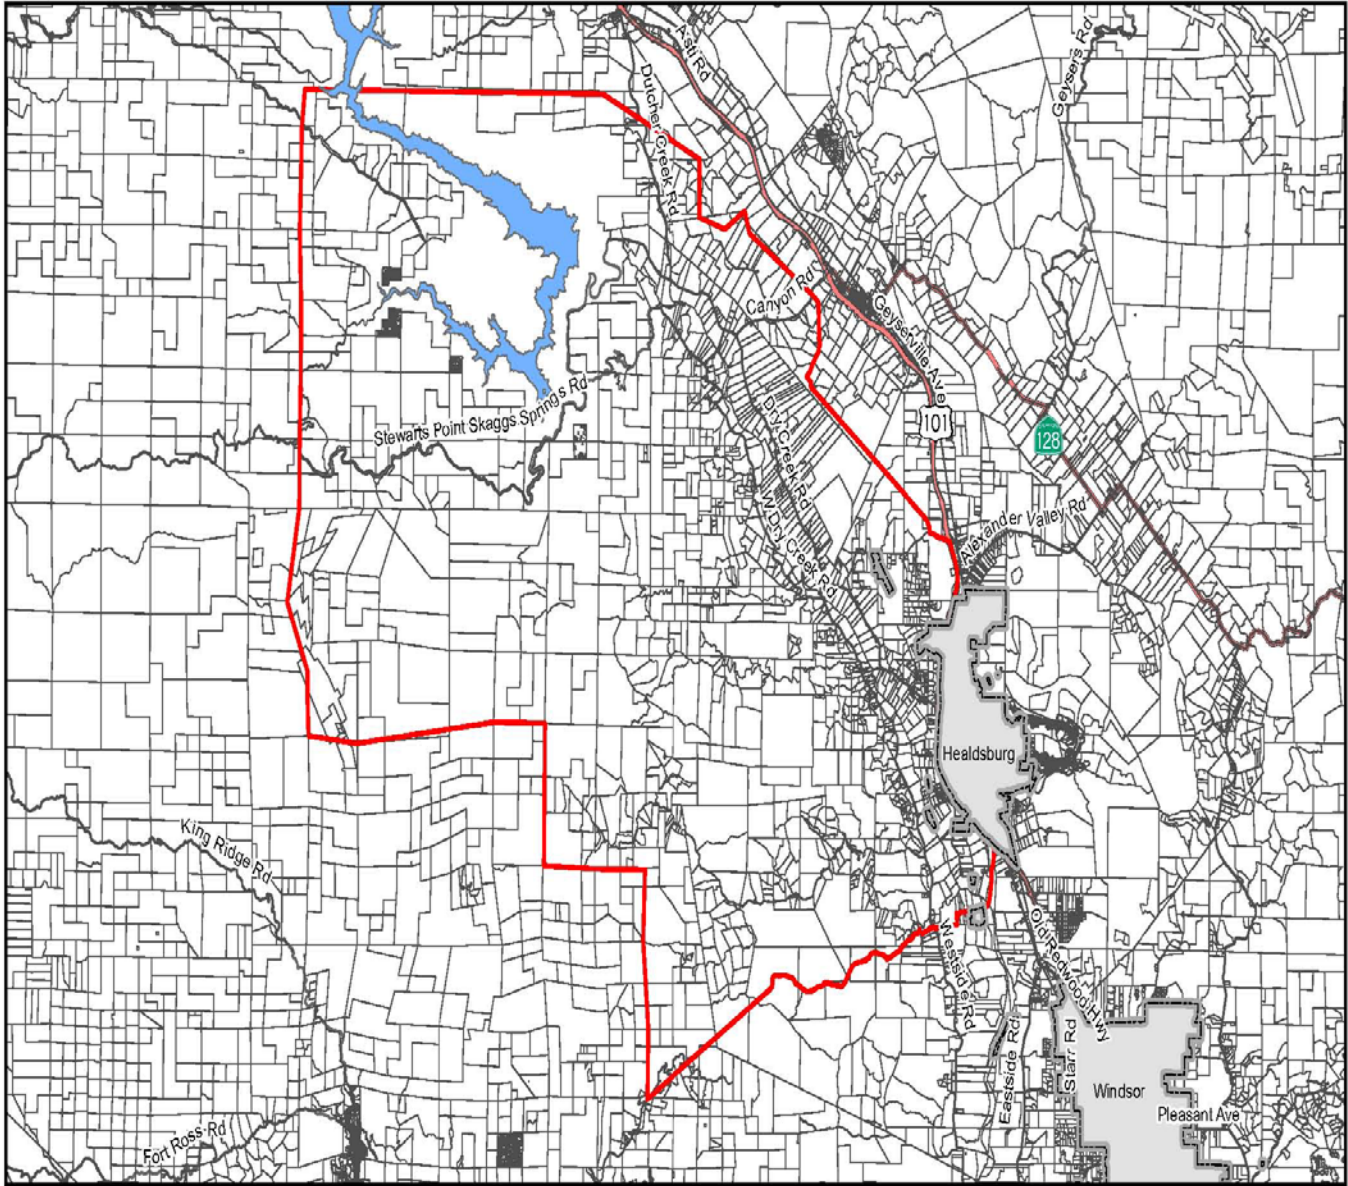 Asti Rd
Geysers Rd
Dutcher Creek Rd
Canyon Rd
Geyserville Ave
Stewarts Point Skaggs Springs Rd
101
128
Dry Creek Rd
W Dry Creek Rd
Alexander Valley Rd
Healdsburg
King Ridge Rd
Westside Rd
Old Redwood Hwy
Eastside Rd
Starr Rd
Windsor
Pleasant Ave
Fort Ross Rd